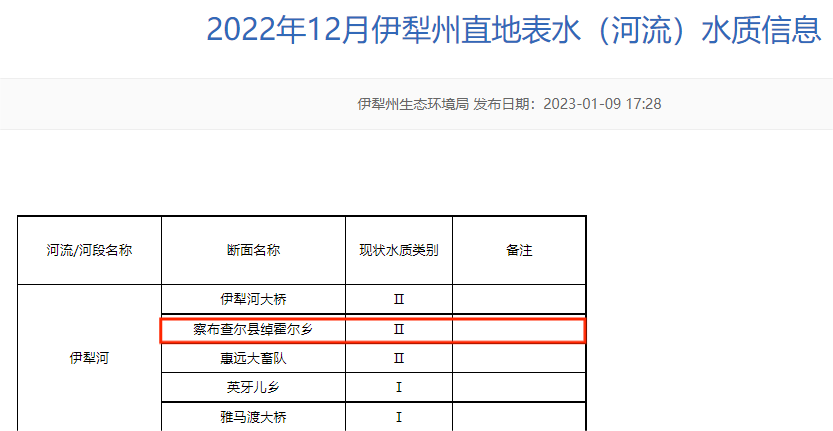 2022年12月伊犁州直地表水（河流）水质信息
伊犁州生态环境局 发布日期：2023-01-09 17:28
河流/河段名称 断面名称 现状水质类别 备注
伊犁河大桥 Ⅱ
察布查尔县绰霍尔乡 Ⅱ
伊犁河 惠远大畜队 Ⅱ
英牙儿乡 Ⅰ
雅马渡大桥 Ⅰ